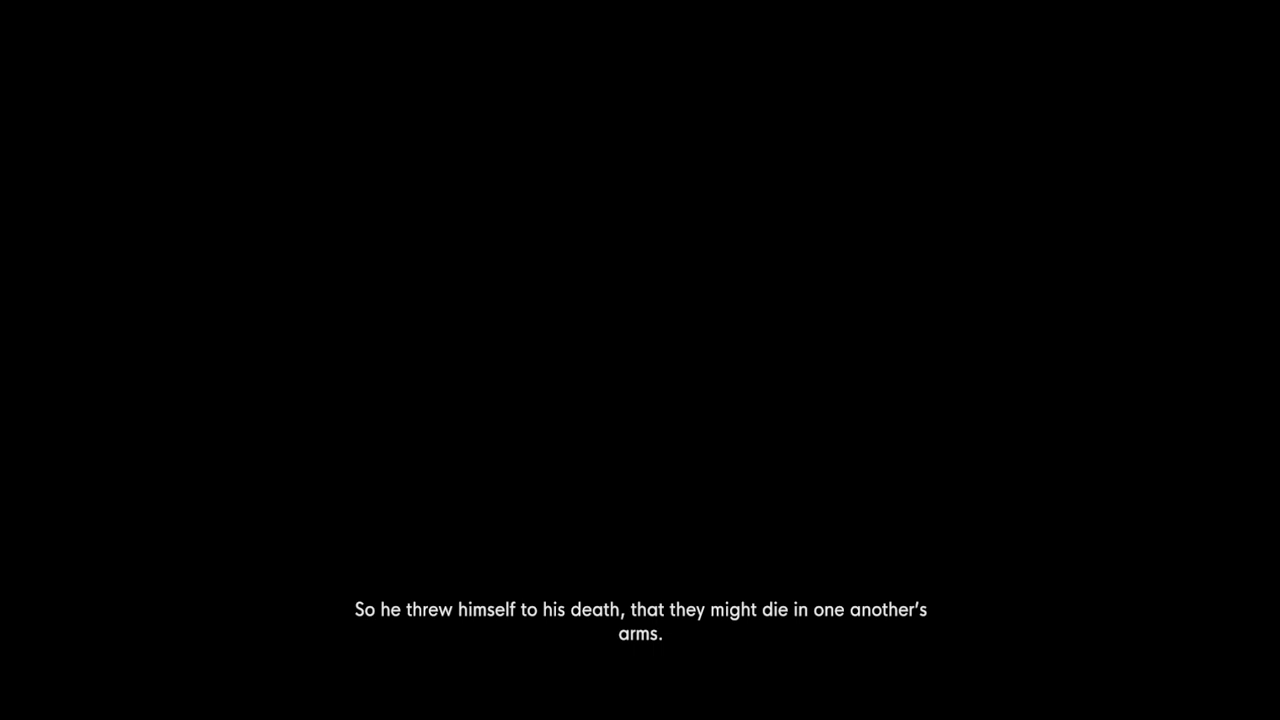 So he threw himself to his death, that they might die in one another’s
arms.